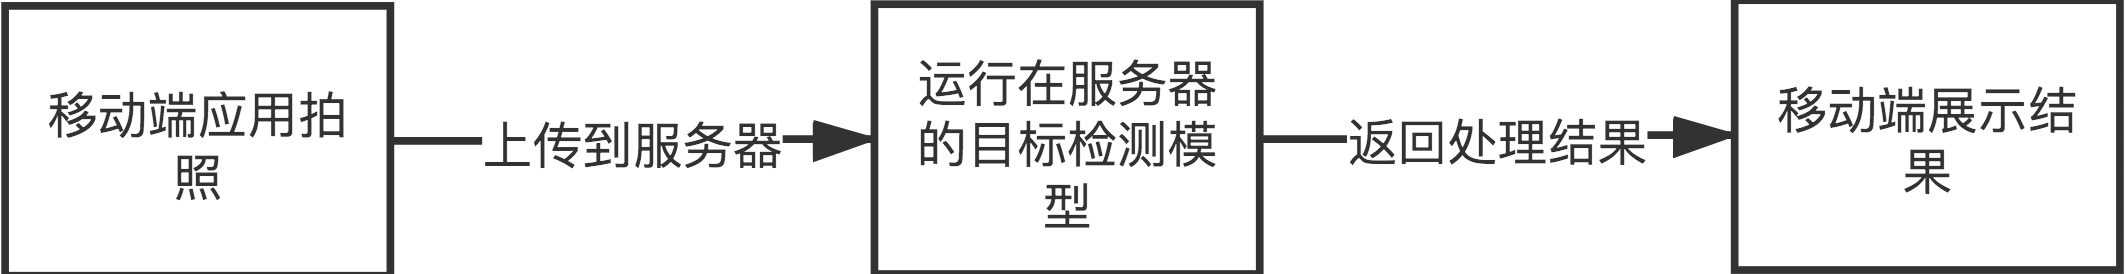 移动端应用拍
照
上传到服务器
运行在服务器
的目标检测模
型
返回处理结果
移动端展示结
果